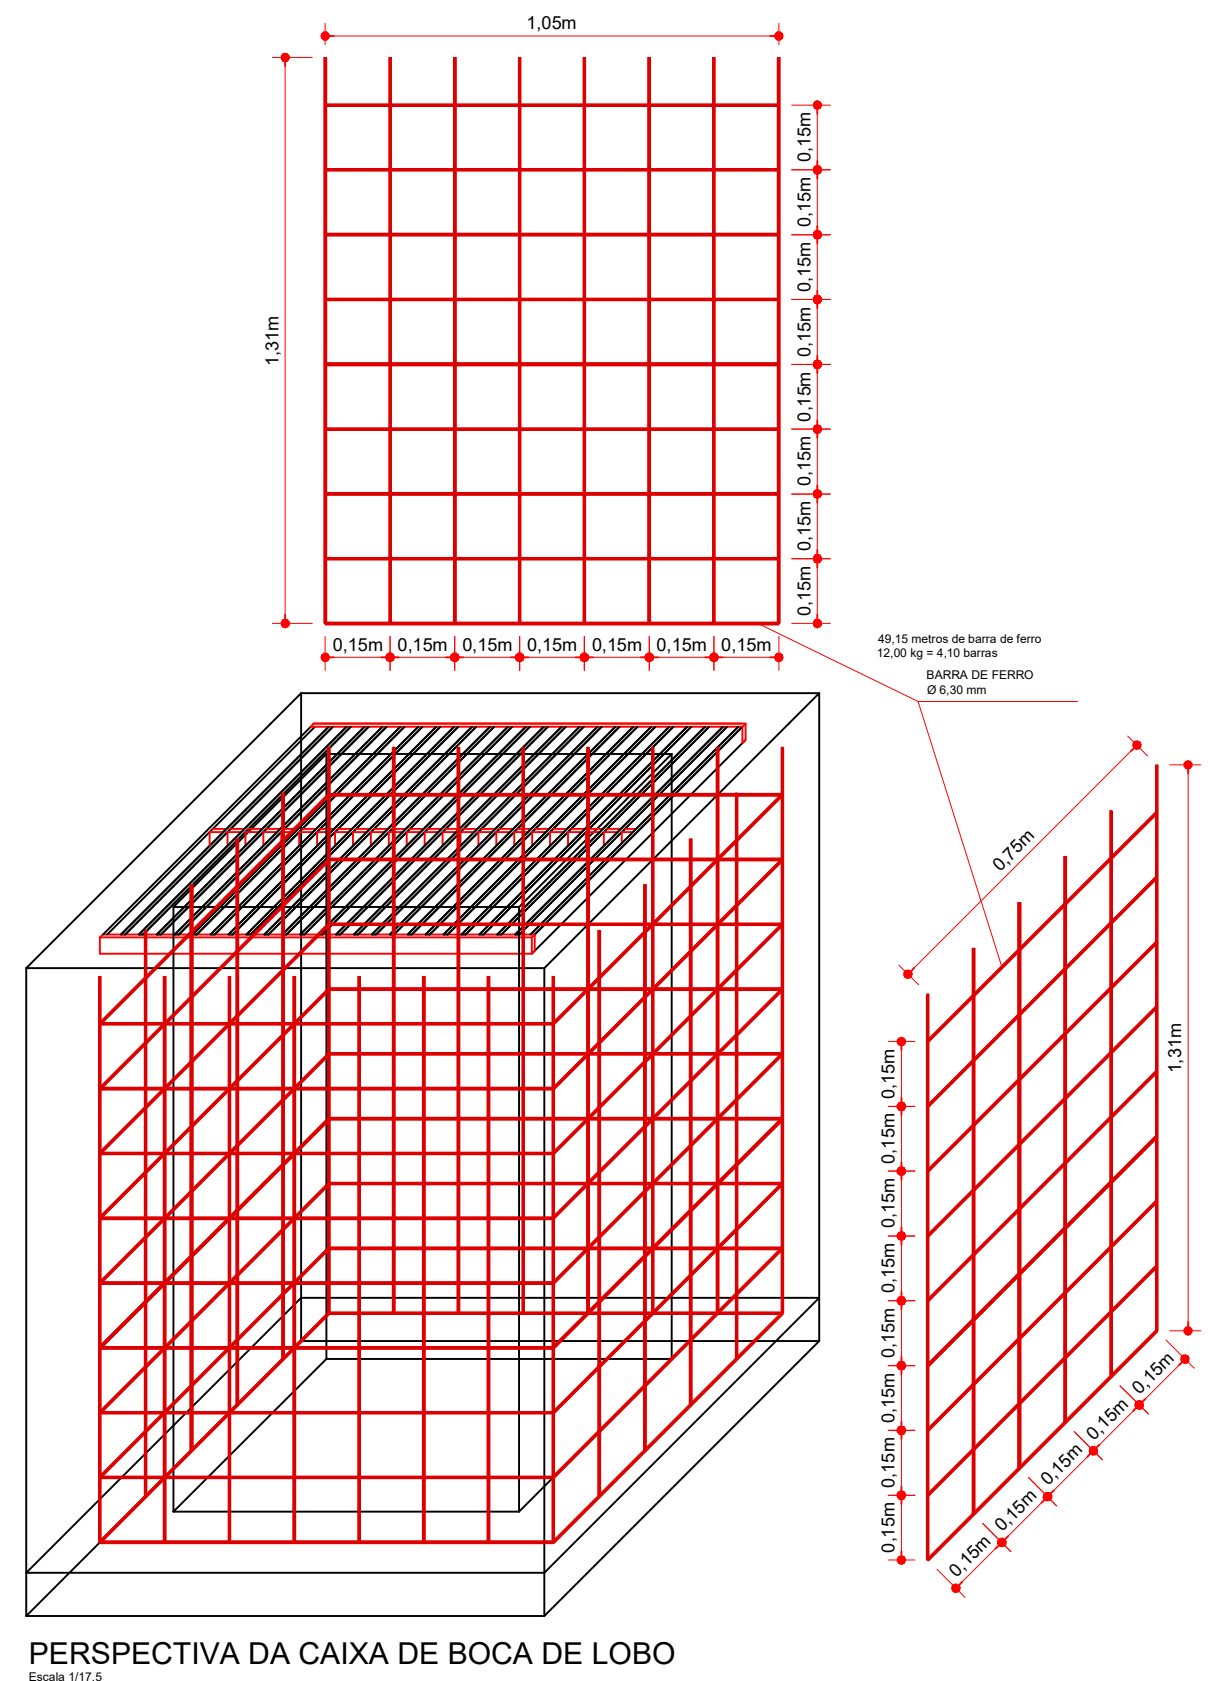 1,05m
1,31m
0,15m
0,15m
0,15m
0,15m
0,15m
0,15m
0,15m
0,15m
0,15m 0,15m 0,15m 0,15m 0,15m 0,15m 0,15m
49,15 metros de barra de ferro
12,00 kg = 4,10 barras
BARRA DE FERRO
Ø 6,30 mm
0,75m
1,31m
0,15m
0,15m
0,15m
0,15m
0,15m
0,15m
0,15m
0,15m
0,15m
0,15m
0,15m
0,15m
0,15m
PERSPECTIVA DA CAIXA DE BOCA DE LOBO
Escala 1/17.5